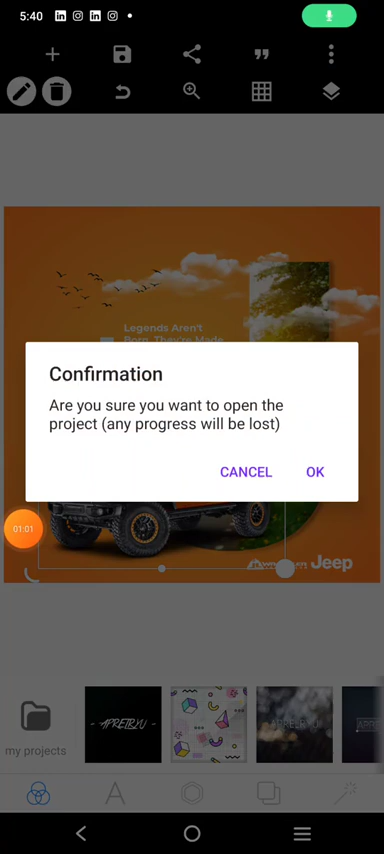 5:40
Legends Aren't
Born, They're Made
Confirmation
Are you sure you want to open the
project (any progress will be lost)
CANCEL
OK
01:01
Jeep
my projects
- APRETRYU -